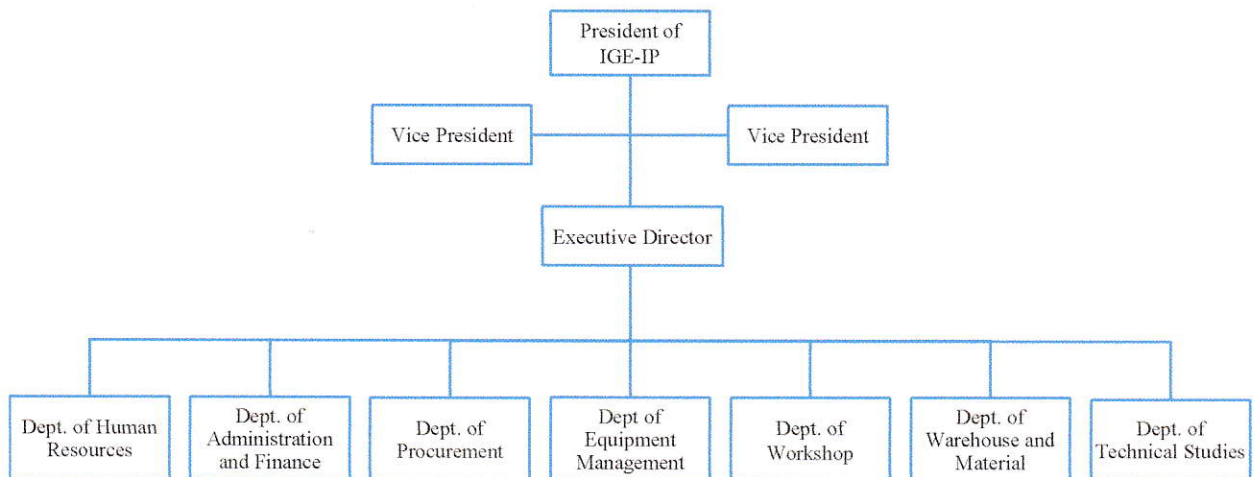 President of
IGE-IP
Vice President
Vice President
Executive Director
Dept. of Human
Resources
Dept. of
Administration
and Finance
Dept. of
Procurement
Dept of
Equipment
Management
Dept. of
Workshop
Dept. of
Warehouse and
Material
Dept. of
Technical Studies